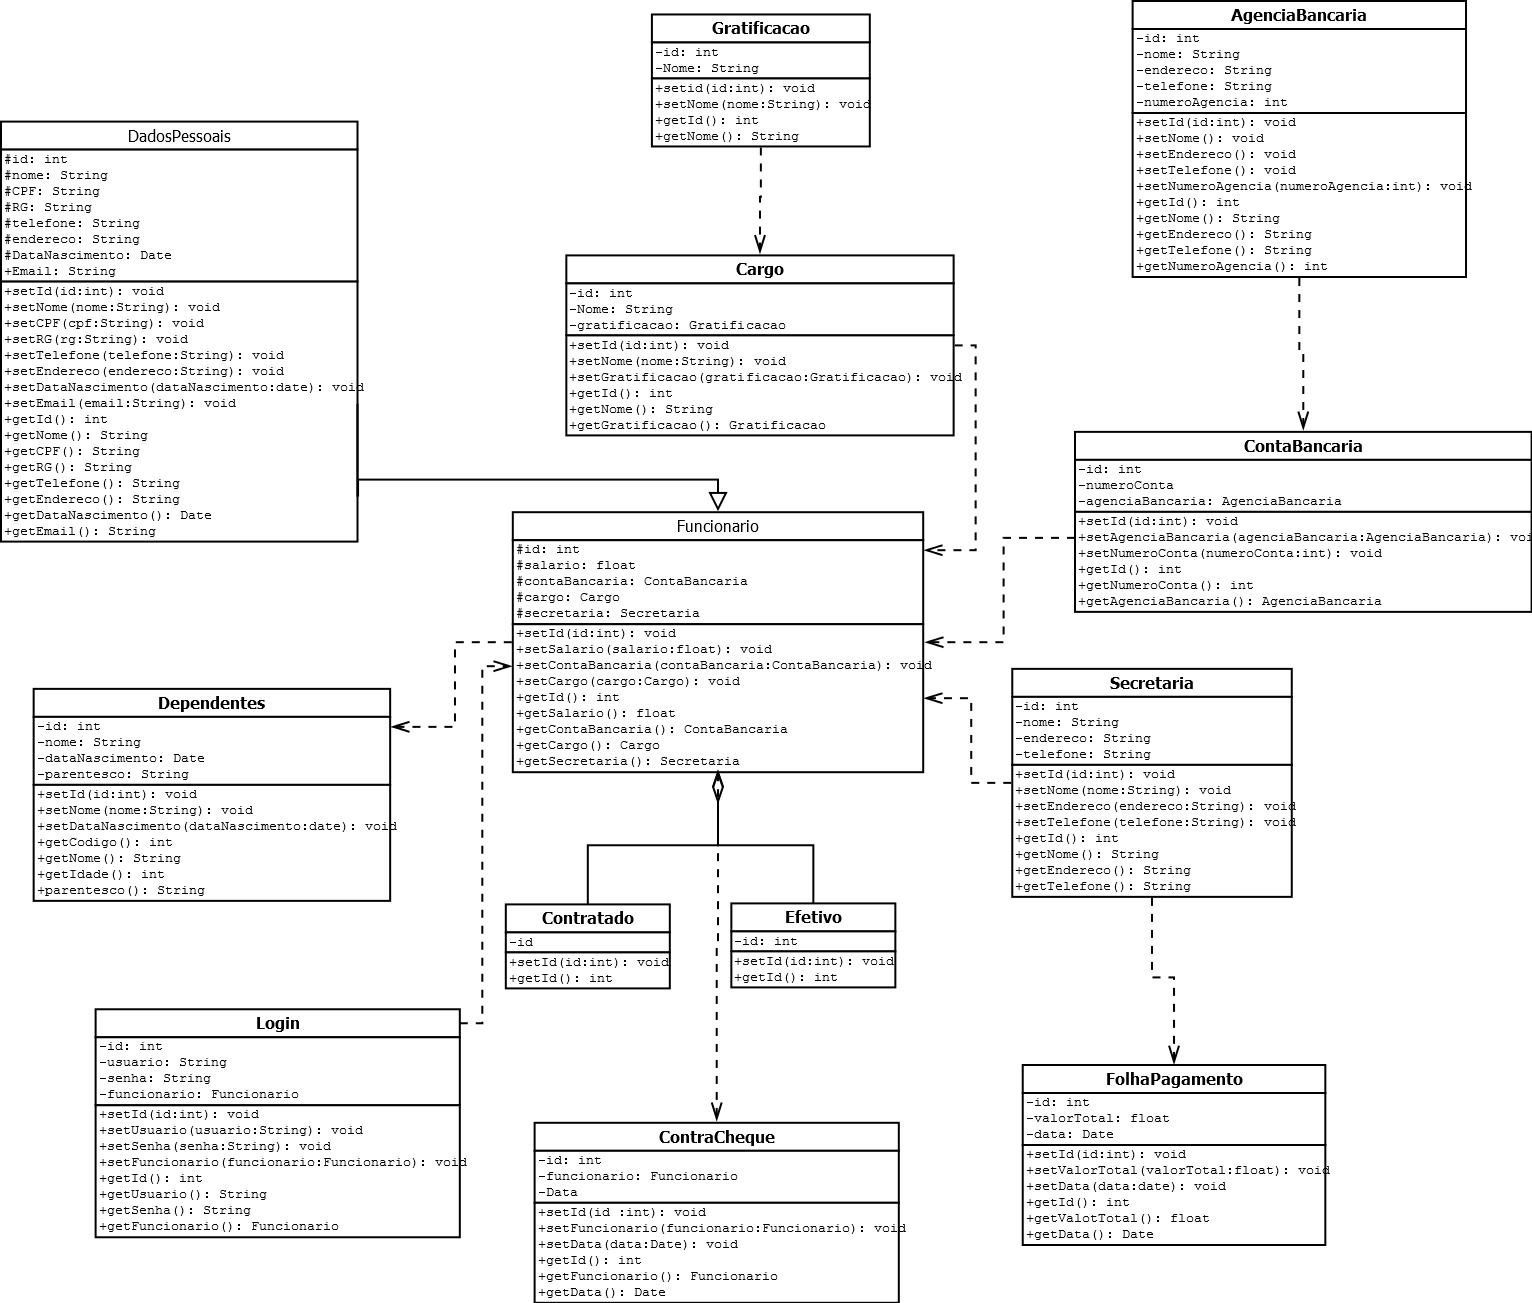 Gratificacao
-id: int
-Nome: String
+setid(id:int): void
+setNome(nome:String): void
+getId(): int
+getNome(): String
AgenciaBancaria
-id: int
-nome: String
-endereco: String
-telefone: String
-numeroAgencia: int
+setId(id:int): void
+setNome(): void
+setEndereco(): void
+setTelefone(): void
+setNumeroAgencia(numeroAgencia:int): void
+getId(): int
+getNome(): String
+getEndereco(): String
+getTelefone(): String
+getNumeroAgencia(): int
DadosPessoais
#id: int
#nome: String
#CPF: String
#RG: String
#telefone: String
#endereco: String
#DataNascimento: Date
+Email: String
+setId(id:int): void
+setNome(nome:String): void
+setCPF(cpf:String): void
+setRG(rg:String): void
+setTelefone(telefone:String): void
+setEndereco(endereco:String): void
+setDataNascimento(dataNascimento:date): void
+setEmail(email:String): void
+getId(): int
+getNome(): String
+getCPF(): String
+getRG(): String
+getTelefone(): String
+getEndereco(): String
+getDataNascimento(): Date
+getEmail(): String
Cargo
-id: int
-Nome: String
-gratificacao: Gratificacao
+setId(id:int): void
+setNome(nome:String): void
+setGratificacao(gratificacao:Gratificacao): void
+getId(): int
+getNome(): String
+getGratificacao(): Gratificacao
ContaBancaria
-id: int
-numeroConta
-agenciaBancaria: AgenciaBancaria
+setId(id:int): void
+setAgenciaBancaria(agenciaBancaria:AgenciaBancaria): voi
+setNumeroConta(numeroConta:int): void
+getId(): int
+getNumeroConta(): int
+getAgenciaBancaria(): AgenciaBancaria
Funcionario
#id: int
#salario: float
#contaBancaria: ContaBancaria
#cargo: Cargo
#secretaria: Secretaria
+setId(id:int): void
+setSalario(salario:float): void
+setContaBancaria(contaBancaria:ContaBancaria): void
+setCargo(cargo:Cargo): void
+getId(): int
+getSalario(): float
+getContaBancaria(): ContaBancaria
+getCargo(): Cargo
+getSecretaria(): Secretaria
Dependentes
-id: int
-nome: String
-dataNascimento: Date
-parentesco: String
+setId(id:int): void
+setNome(nome:String): void
+setDataNascimento(dataNascimento:date): void
+getCodigo(): int
+getNome(): String
+getIdade(): int
+parentesco(): String
Secretaria
-id: int
-nome: String
-endereco: String
-telefone: String
+setId(id:int): void
+setNome(nome:String): void
+setEndereco(endereco:String): void
+setTelefone(telefone:String): void
+getId(): int
+getNome(): String
+getEndereco(): String
+getTelefone(): String
Contratado
-id
+setId(id:int): void
+getId(): int
Efetivo
-id: int
+setId(id:int): void
+getId(): int
Login
-id: int
-usuario: String
-senha: String
-funcionario: Funcionario
+setId(id:int): void
+setUsuario(usuario:String): void
+setSenha(senha:String): void
+setFuncionario(funcionario:Funcionario): void
+getId(): int
+getUsuario(): String
+getSenha(): String
+getFuncionario(): Funcionario
ContraCheque
-id: int
-funcionario: Funcionario
-Data
+setId(id :int): void
+setFuncionario(funcionario:Funcionario): void
+setData(data:Date): void
+getId(): int
+getFuncionario(): Funcionario
+getData(): Date
FolhaPagamento
-id: int
-valorTotal: float
-data: Date
+setId(id:int): void
+setValorTotal(valorTotal:float): void
+setData(data:date): void
+getId(): int
+getValotTotal(): float
+getData(): Date